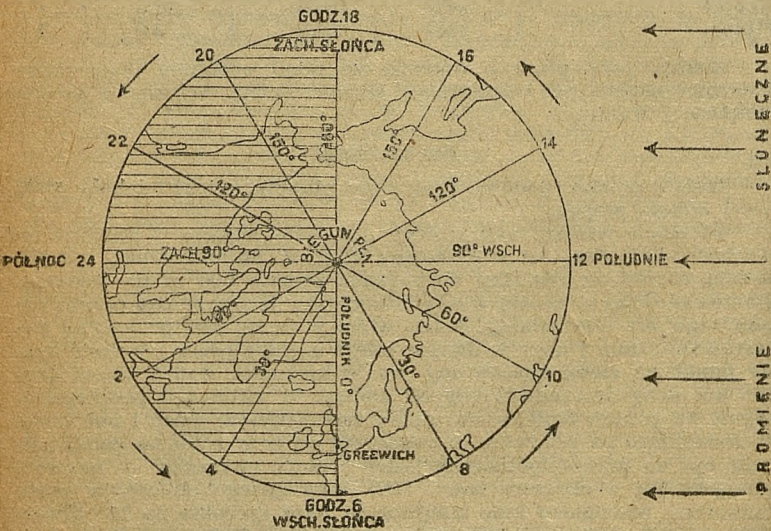 GODZ. 18
ZACH. SŁOŃCA
20
16
22
14
150°
180°
150°
120°
120°
BIEGUN PŁN.
PÓŁNOC 24
ZACH. 90°
90° WSCH.
12 POŁUDNIE
60°
60°
POŁUDNIK 0°
30°
30°
2
10
4
GREEWICH
8
GODZ. 6
WSCH. SŁOŃCA
PROMIENIE SŁONECZNE